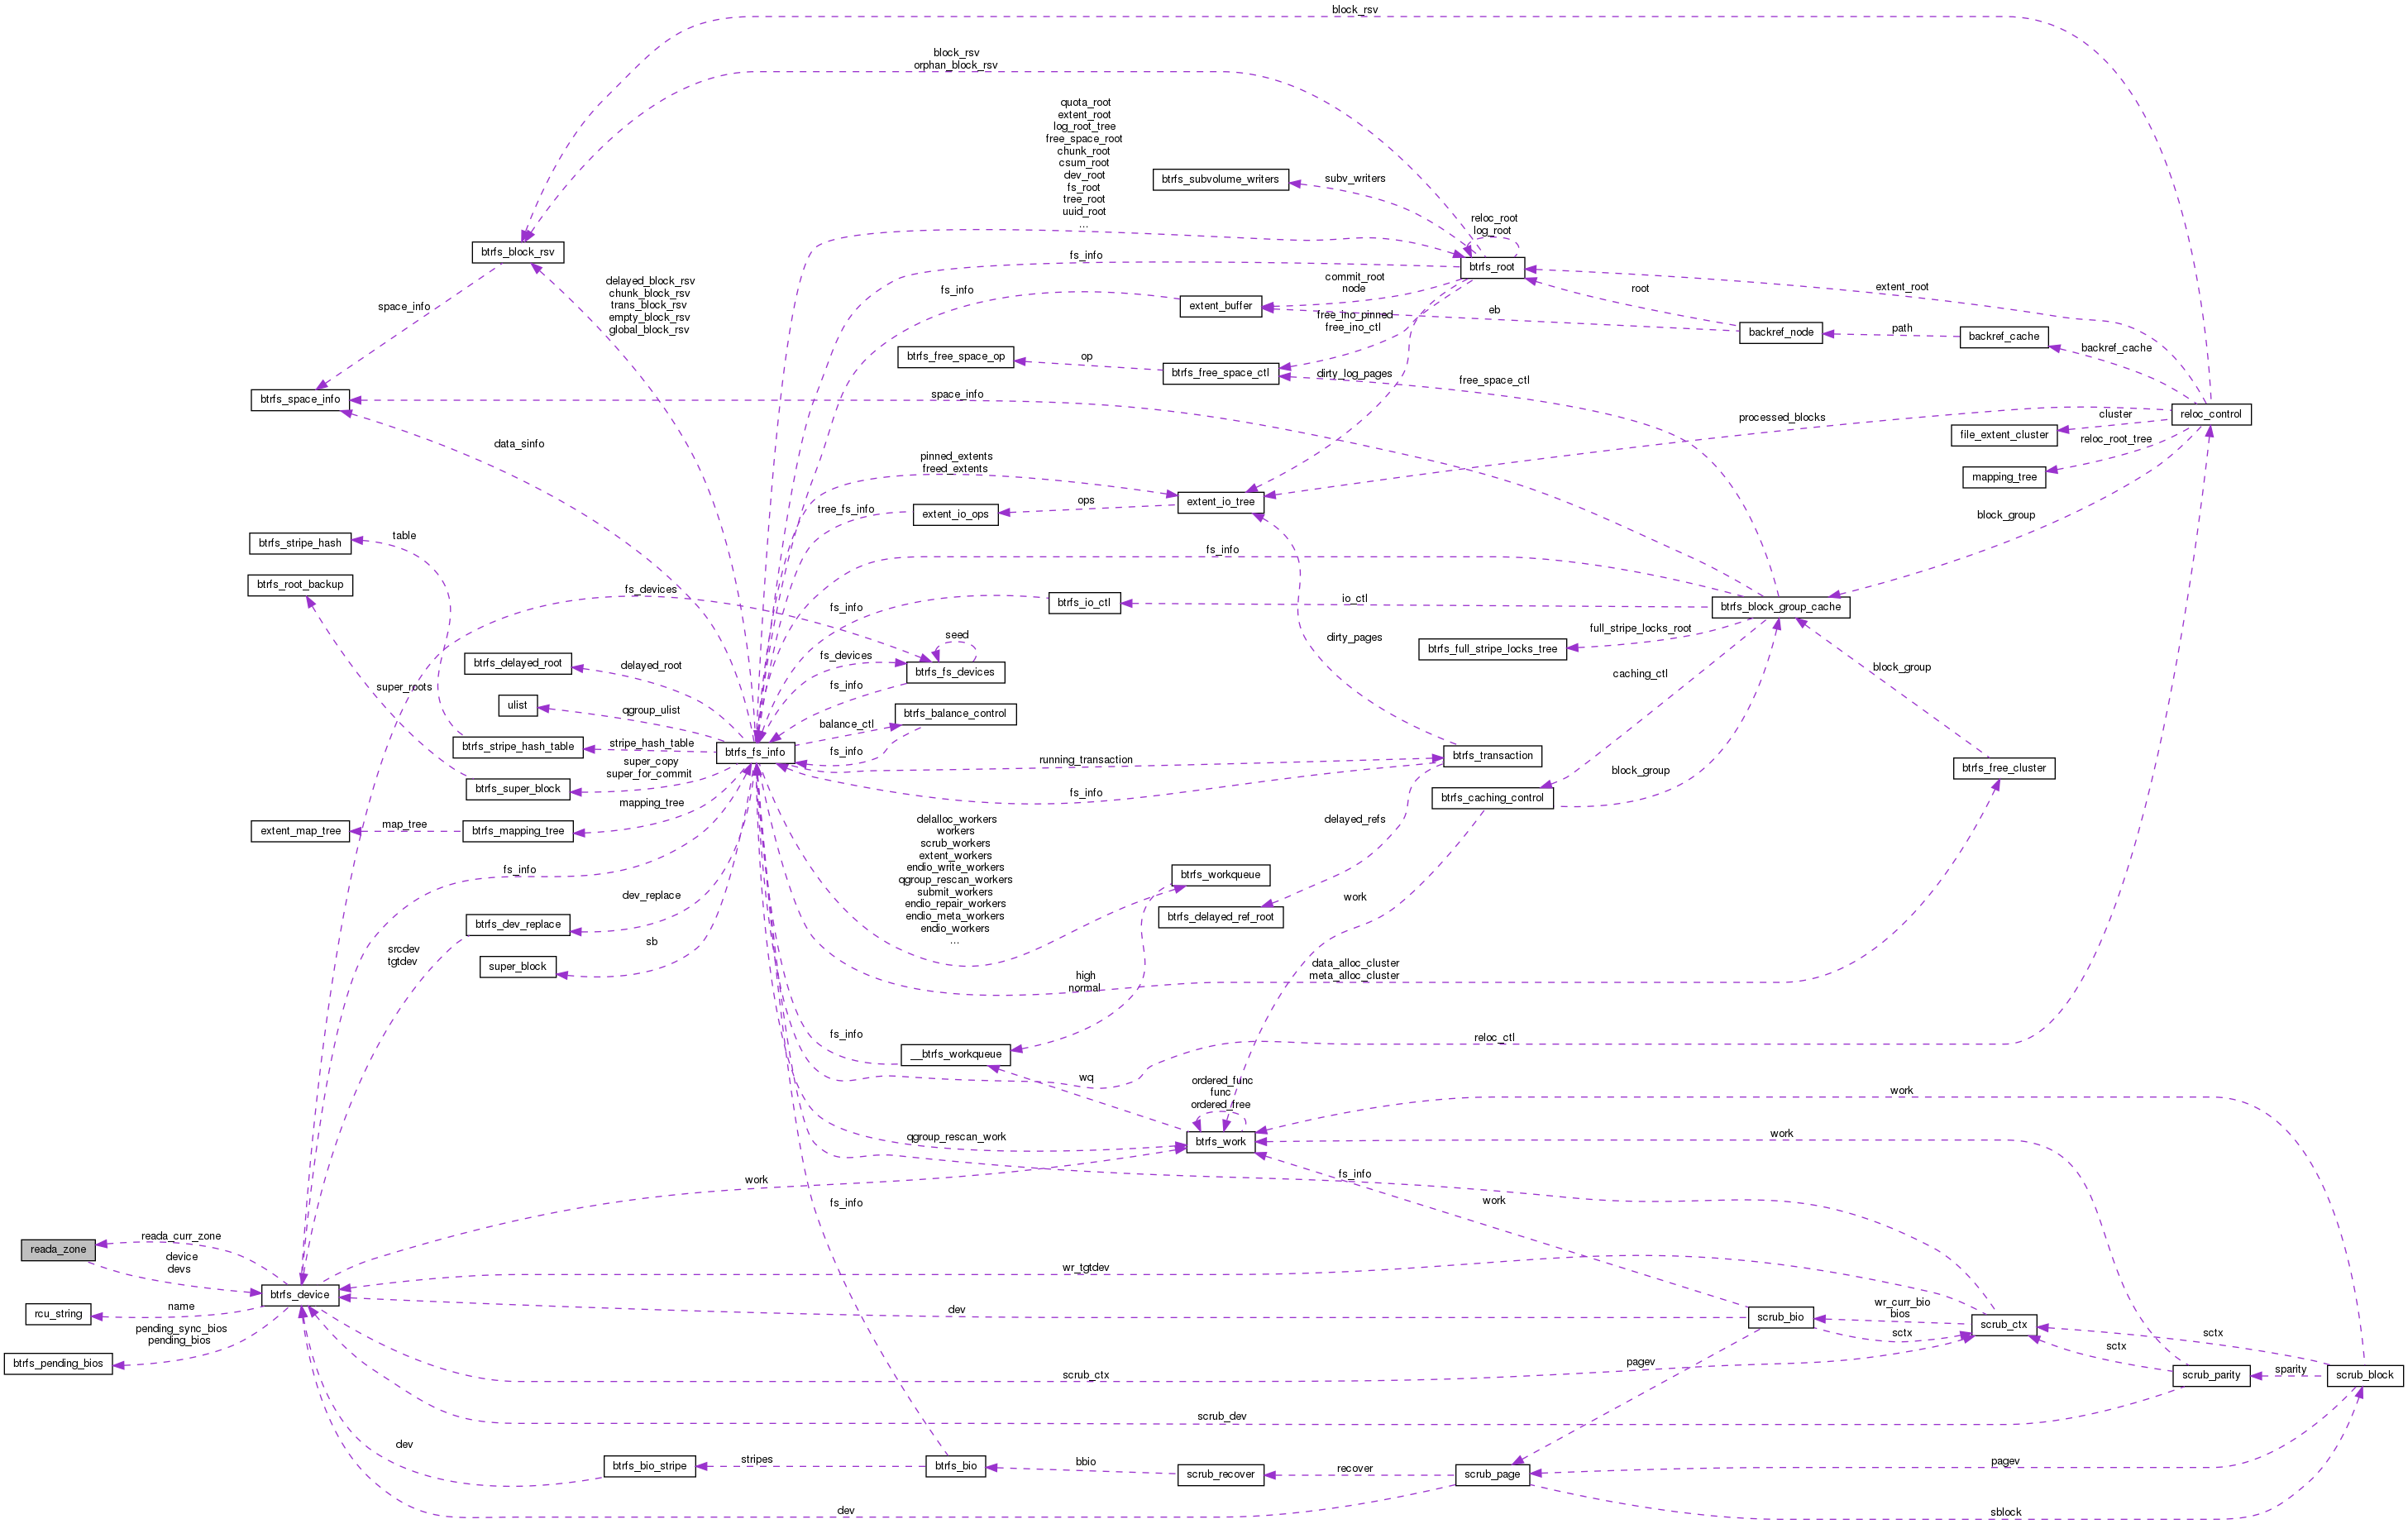 block_rsv
block_rsv
orphan_block_rsv
quota_root
extent_root
log_root_tree
free_space_root
chunk_root
csum_root
dev_root
fs_root
tree_root
uuid_root
...
btrfs_subvolume_writers
subv_writers
reloc_root
log_root
btrfs_block_rsv
fs_info
btrfs_root
delayed_block_rsv
chunk_block_rsv
trans_block_rsv
empty_block_rsv
global_block_rsv
commit_root
node
extent_root
fs_info
root
space_info
extent_buffer
eb
free_ino_pinned
free_ino_ctl
backref_node
path
backref_cache
backref_cache
btrfs_free_space_op
op
btrfs_free_space_ctl
dirty_log_pages
free_space_ctl
btrfs_space_info
space_info
processed_blocks
cluster
reloc_control
file_extent_cluster
reloc_root_tree
data_sinfo
pinned_extents
freed_extents
mapping_tree
extent_io_tree
ops
extent_io_ops
tree_fs_info
block_group
btrfs_stripe_hash
table
fs_info
btrfs_root_backup
fs_devices
fs_info
btrfs_io_ctl
io_ctl
btrfs_block_group_cache
full_stripe_locks_root
btrfs_full_stripe_locks_tree
seed
dirty_pages
btrfs_delayed_root
delayed_root
fs_devices
btrfs_fs_devices
block_group
caching_ctl
super_roots
fs_info
ulist
qgroup_ulist
btrfs_balance_control
balance_ctl
btrfs_stripe_hash_table
stripe_hash_table
btrfs_fs_info
fs_info
running_transaction
btrfs_transaction
super_copy
super_for_commit
btrfs_super_block
fs_info
block_group
btrfs_free_cluster
btrfs_caching_control
mapping_tree
extent_map_tree
map_tree
btrfs_mapping_tree
delalloc_workers
workers
scrub_workers
extent_workers
endio_write_workers
qgroup_rescan_workers
submit_workers
endio_repair_workers
endio_meta_workers
endio_workers
...
delayed_refs
fs_info
btrfs_workqueue
dev_replace
work
btrfs_dev_replace
btrfs_delayed_ref_root
srcdev
tgtdev
sb
super_block
high
normal
data_alloc_cluster
meta_alloc_cluster
fs_info
reloc_ctl
__btrfs_workqueue
wq
ordered_func
func
ordered_free
work
qgroup_rescan_work
btrfs_work
work
work
fs_info
fs_info
work
reada_curr_zone
reada_zone
device
devs
wr_tgtdev
btrfs_device
name
rcu_string
dev
scrub_bio
wr_curr_bio
bios
sctx
scrub_ctx
pending_sync_bios
pending_bios
btrfs_pending_bios
sctx
sctx
pagev
scrub_ctx
scrub_parity
sparity
scrub_block
scrub_dev
dev
btrfs_bio_stripe
stripes
btrfs_bio
bbio
scrub_recover
recover
scrub_page
pagev
dev
sblock